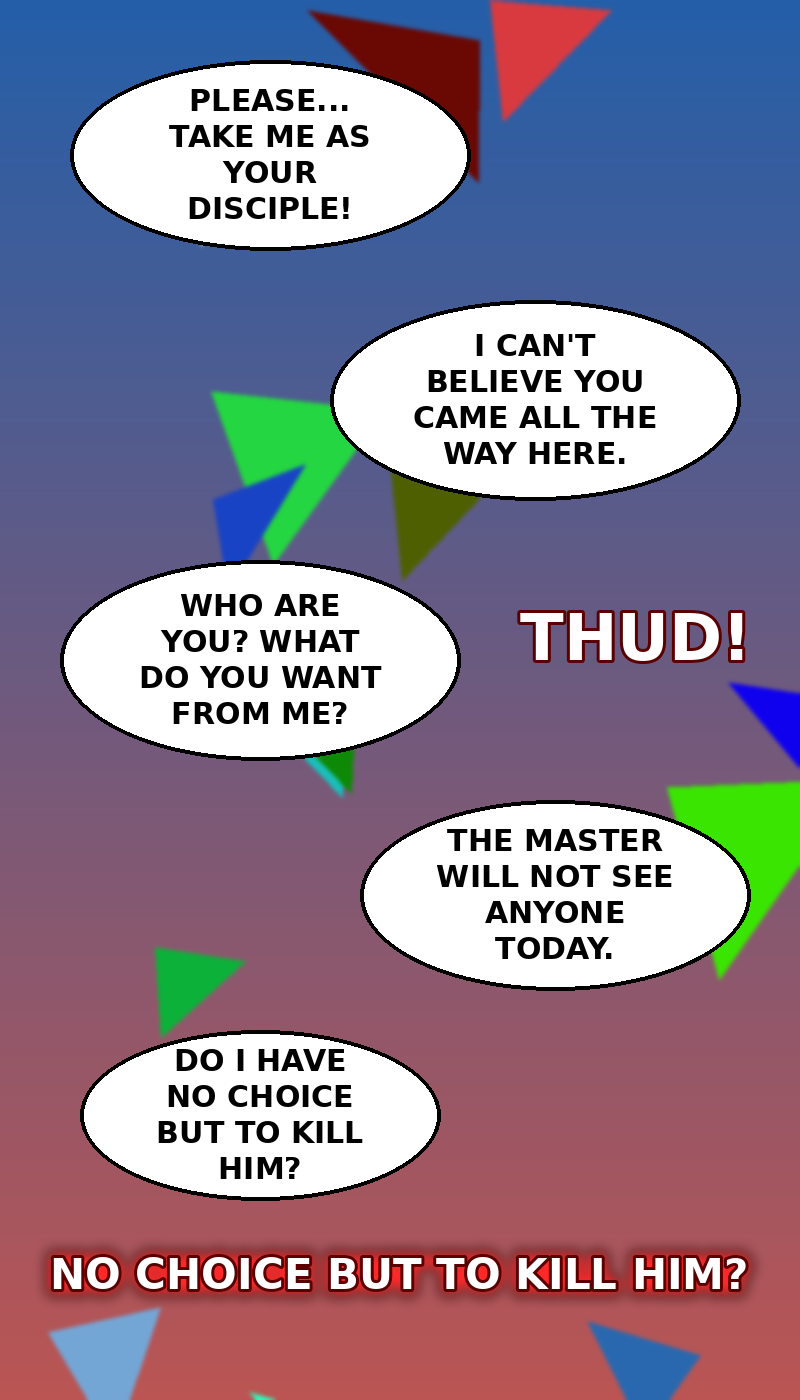 PLEASE...
TAKE ME AS
YOUR
DISCIPLE!
I CAN'T
BELIEVE YOU
CAME ALL THE
WAY HERE.
WHO ARE
YOU? WHAT
DO YOU WANT
FROM ME?
THUD!
THE MASTER
WILL NOT SEE
ANYONE
TODAY.
DO I HAVE
NO CHOICE
BUT TO KILL
HIM?
NO CHOICE BUT TO KILL HIM?